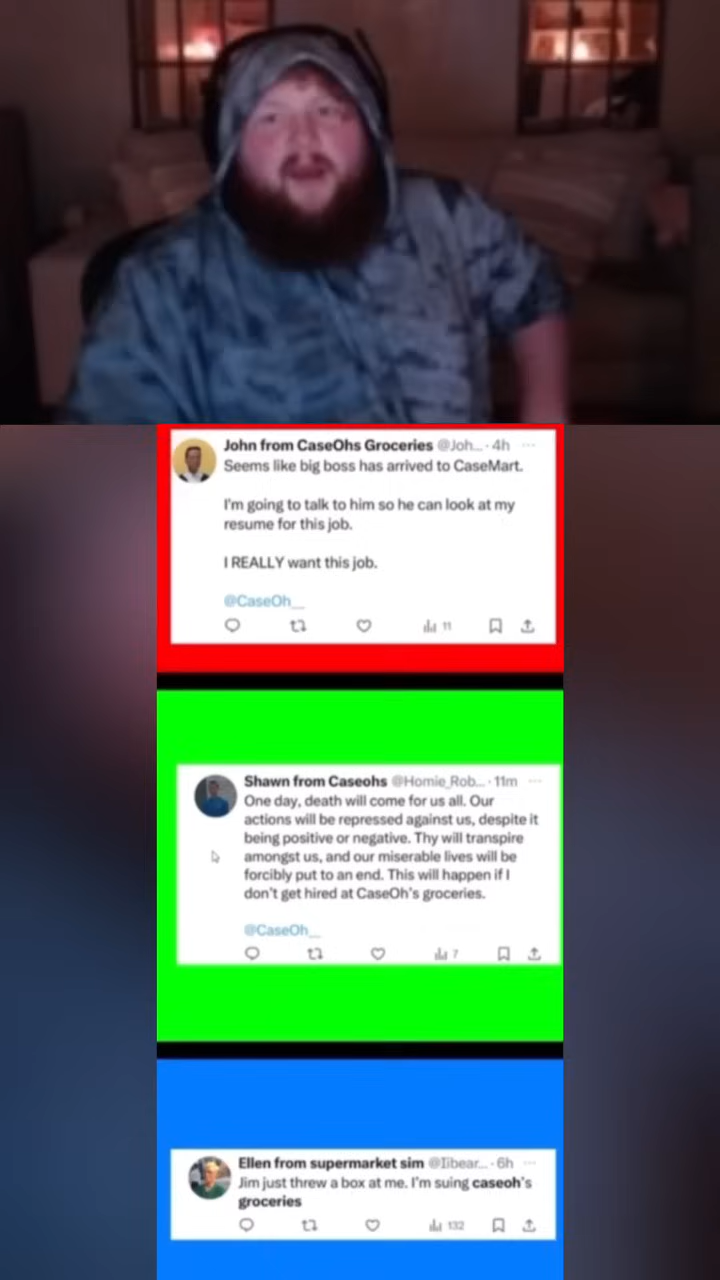 John from CaseOhs Groceries @Joh... · 4h ...
Seems like big boss has arrived to CaseMart.
I'm going to talk to him so he can look at my
resume for this job.
I REALLY want this job.
@CaseOh__
11
Shawn from Caseohs @Homie_Rob... · 11m ...
One day, death will come for us all. Our
actions will be repressed against us, despite it
being positive or negative. Thy will transpire
amongst us, and our miserable lives will be
forcibly put to an end. This will happen if I
don't get hired at CaseOh's groceries.
@CaseOh__
7
Ellen from supermarket sim @libear... · 6h ...
Jim just threw a box at me. I'm suing caseoh's
groceries
132